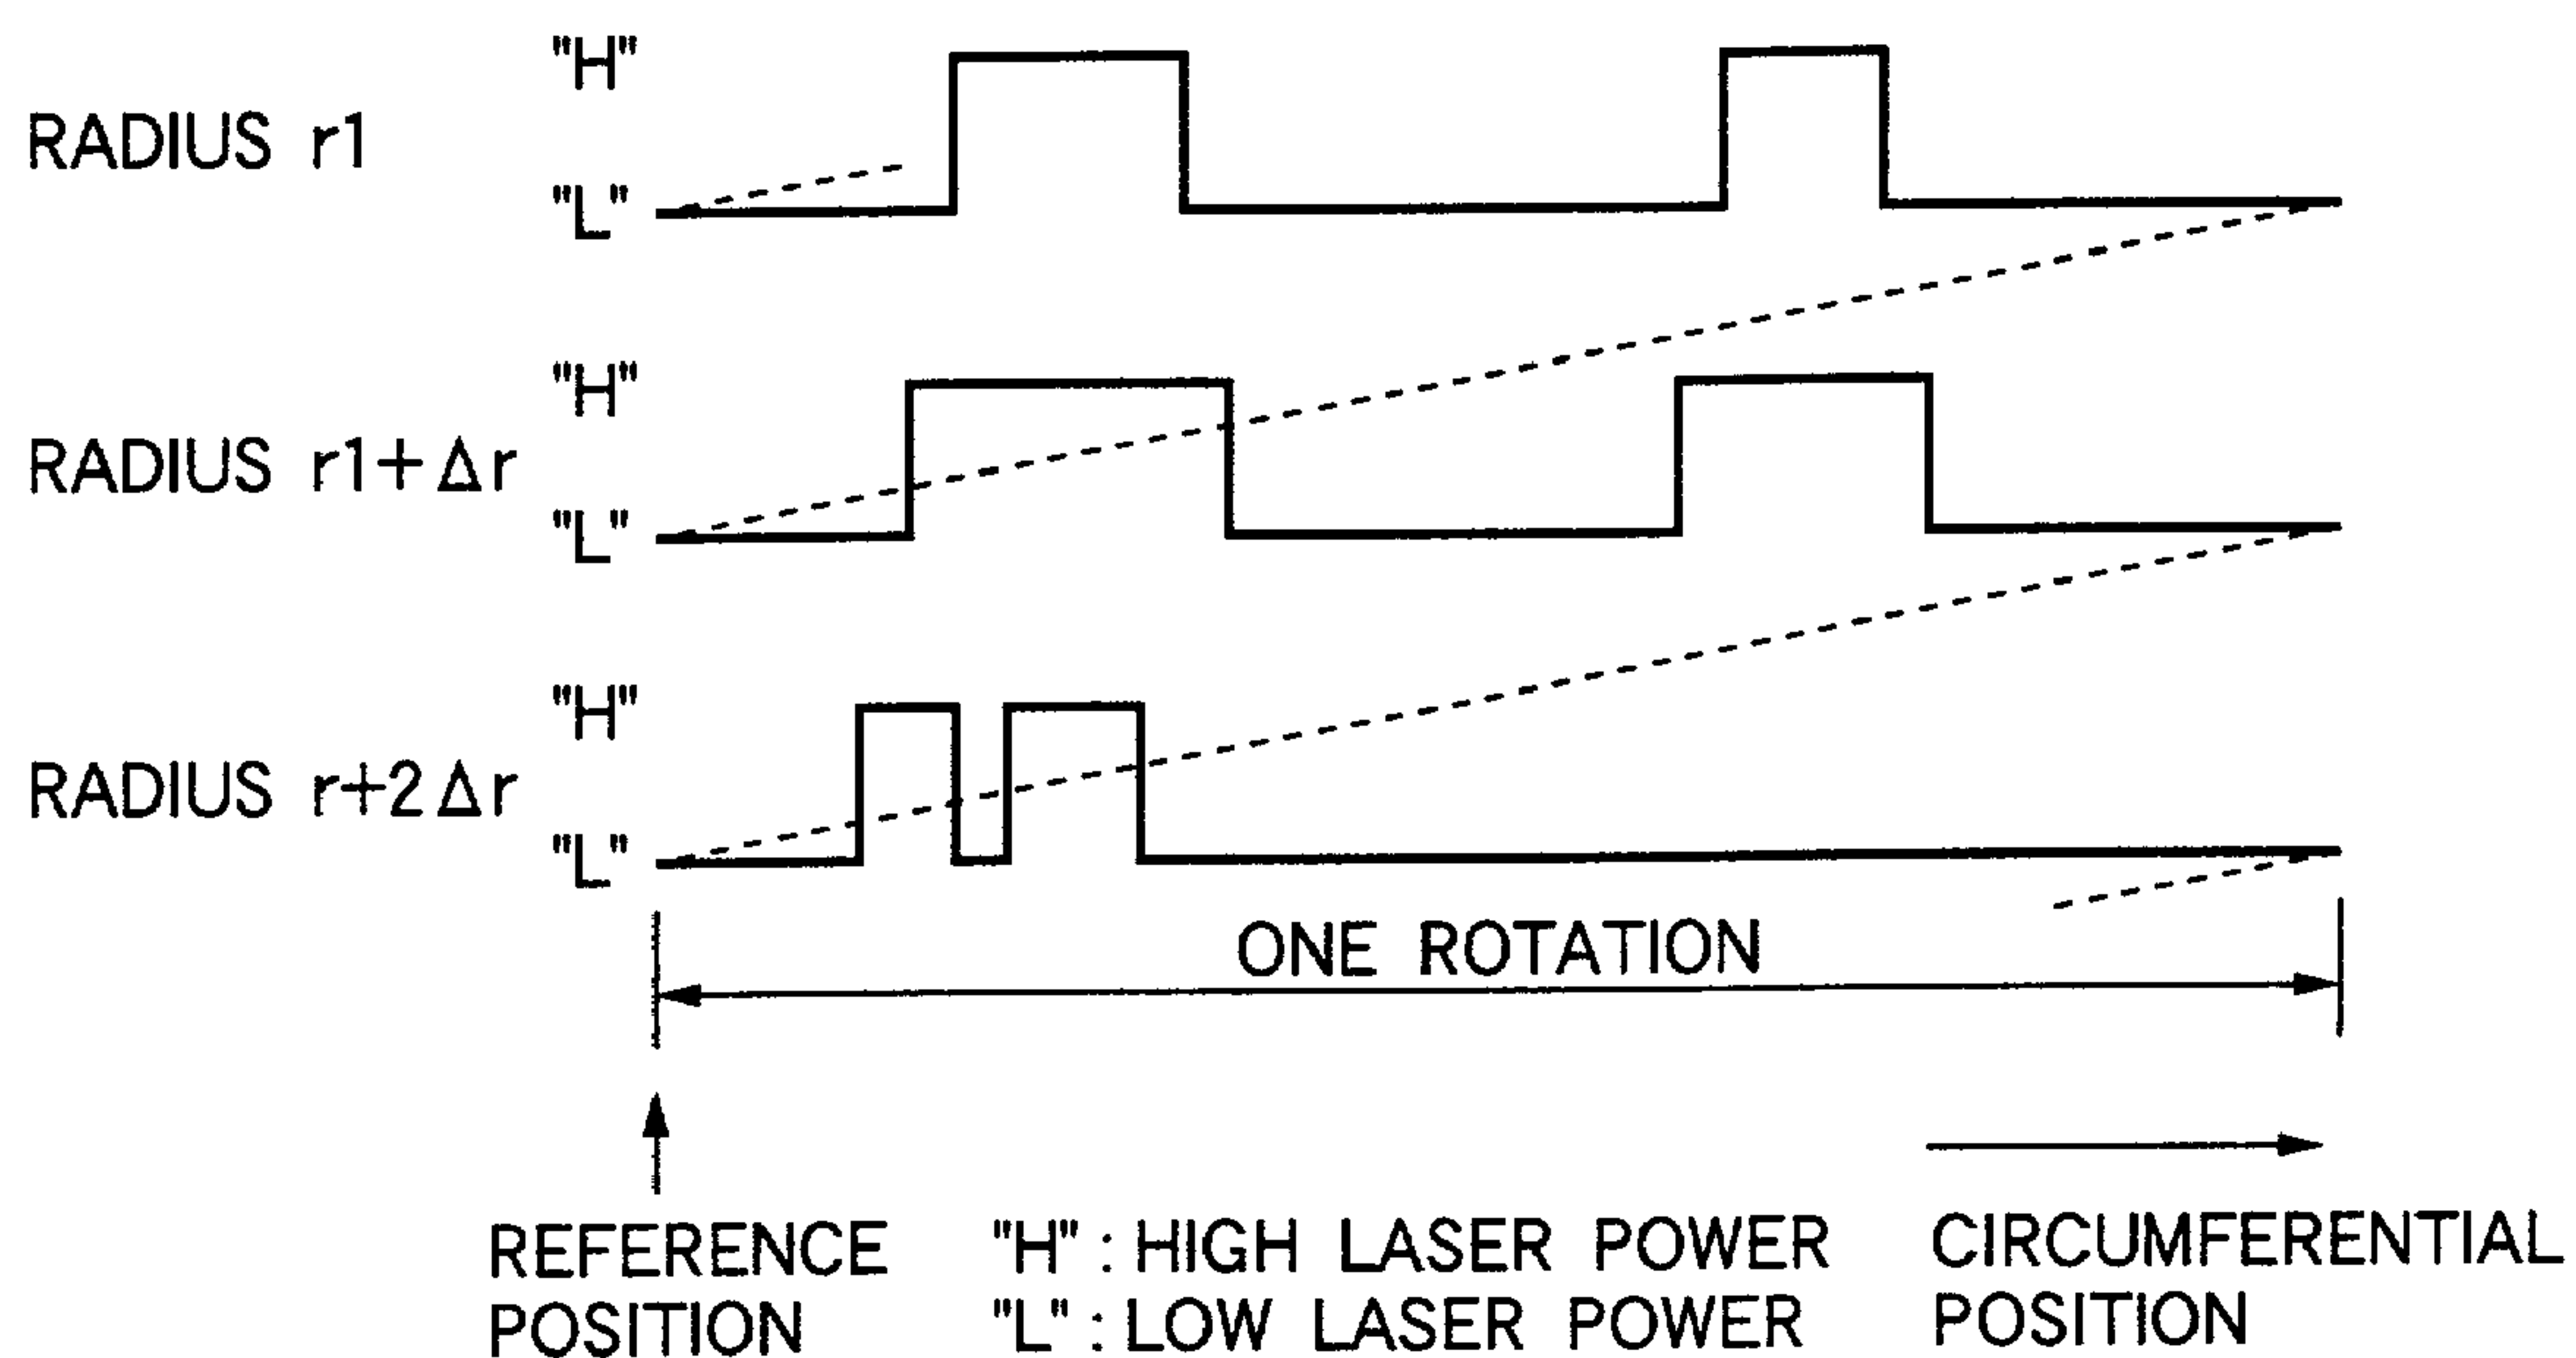 "H"
RADIUS r1
"L"
"H"
RADIUS r1+Δr
"L"
"H"
RADIUS r+2Δr
"L"
ONE ROTATION
REFERENCE POSITION
"H" : HIGH LASER POWER
"L" : LOW LASER POWER
CIRCUMFERENTIAL POSITION